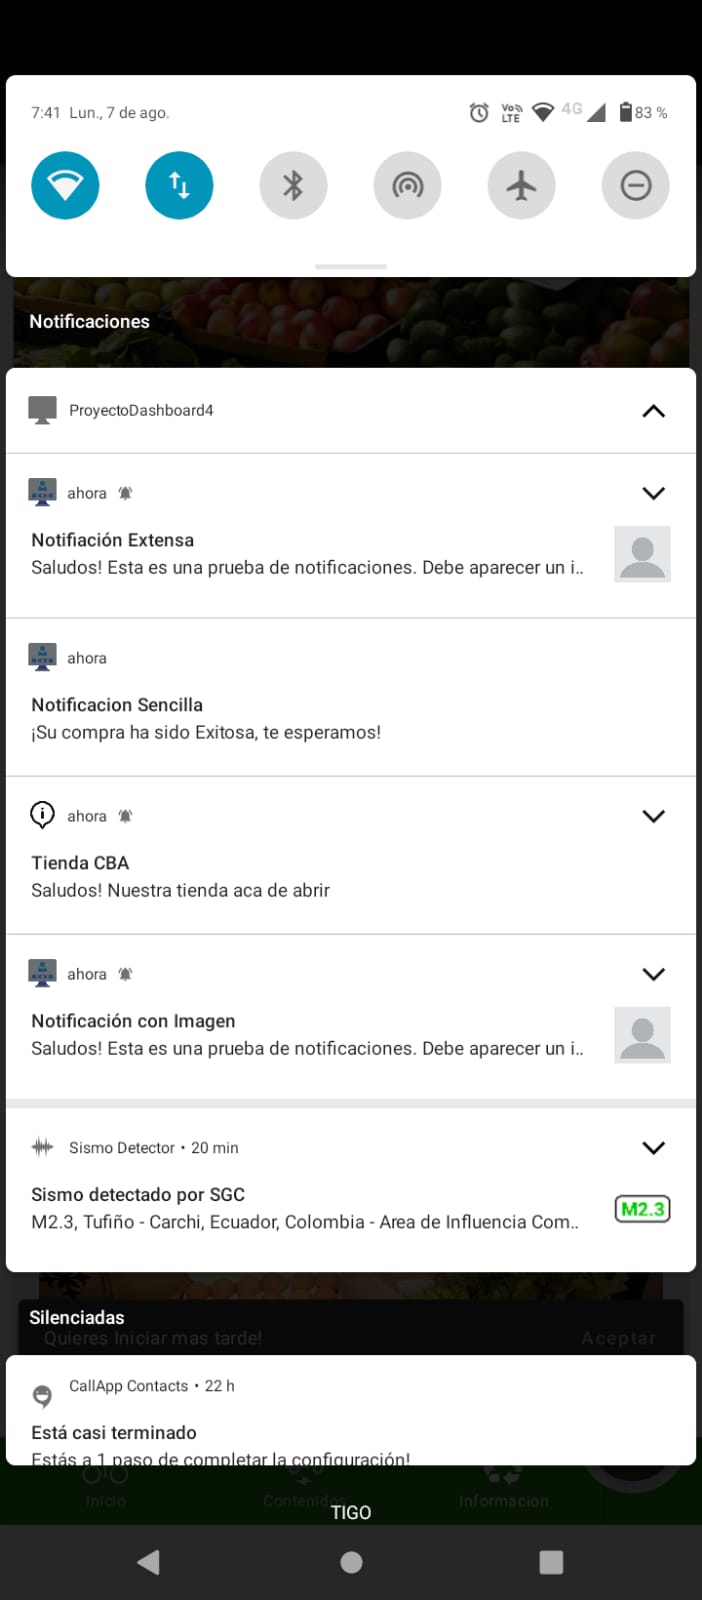 7:41 Lun., 7 de ago.
Vo LTE 4G 83 %
Notificaciones
ProyectoDashboard4
ahora
Notifiación Extensa
Saludos! Esta es una prueba de notificaciones. Debe aparecer un i..
ahora
Notificacion Sencilla
¡Su compra ha sido Exitosa, te esperamos!
ahora
Tienda CBA
Saludos! Nuestra tienda aca de abrir
ahora
Notificación con Imagen
Saludos! Esta es una prueba de notificaciones. Debe aparecer un i..
Sismo Detector • 20 min
Sismo detectado por SGC
M2.3, Tufiño - Carchi, Ecuador, Colombia - Area de Influencia Com..
M2.3
Silenciadas
Quieres Iniciar mas tarde! Aceptar
CallApp Contacts • 22 h
Está casi terminado
Estás a 1 paso de completar la configuración!
Inicio Contenidos Informacion
TIGO